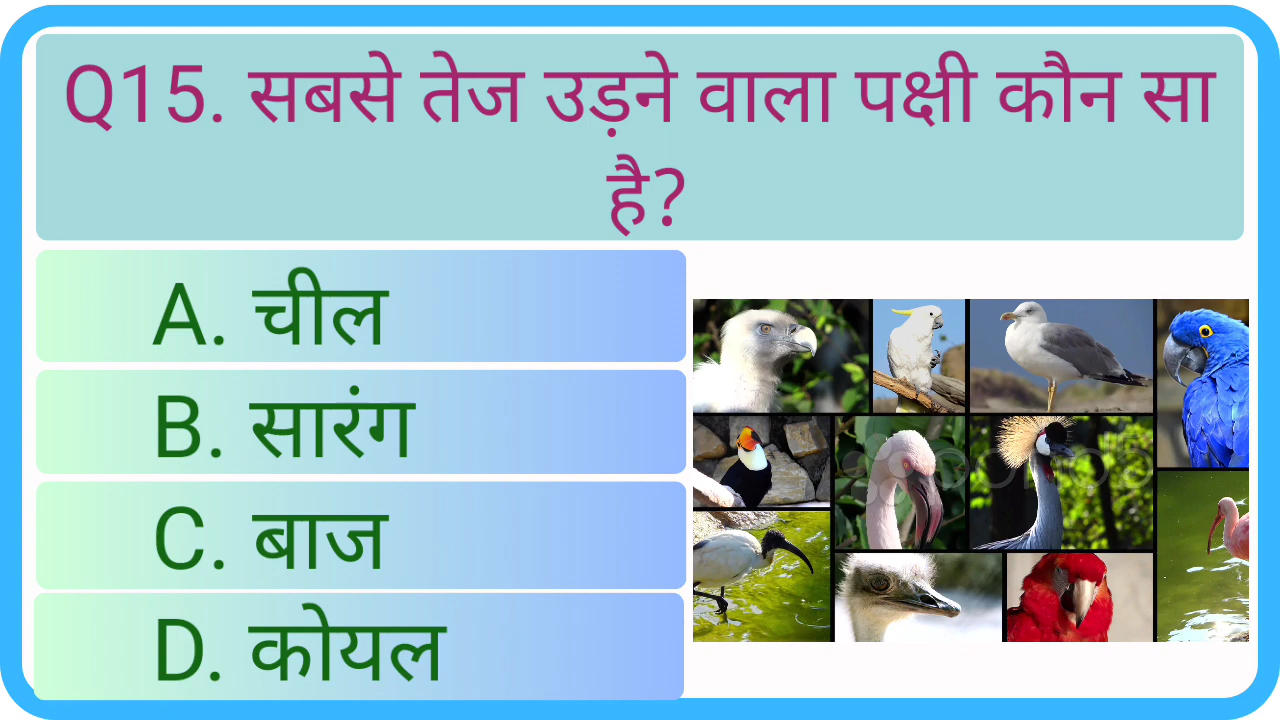 Q15. सबसे तेज उड़ने वाला पक्षी कौन सा
है?
A. चील
B. सारंग
C. बाज
D. कोयल